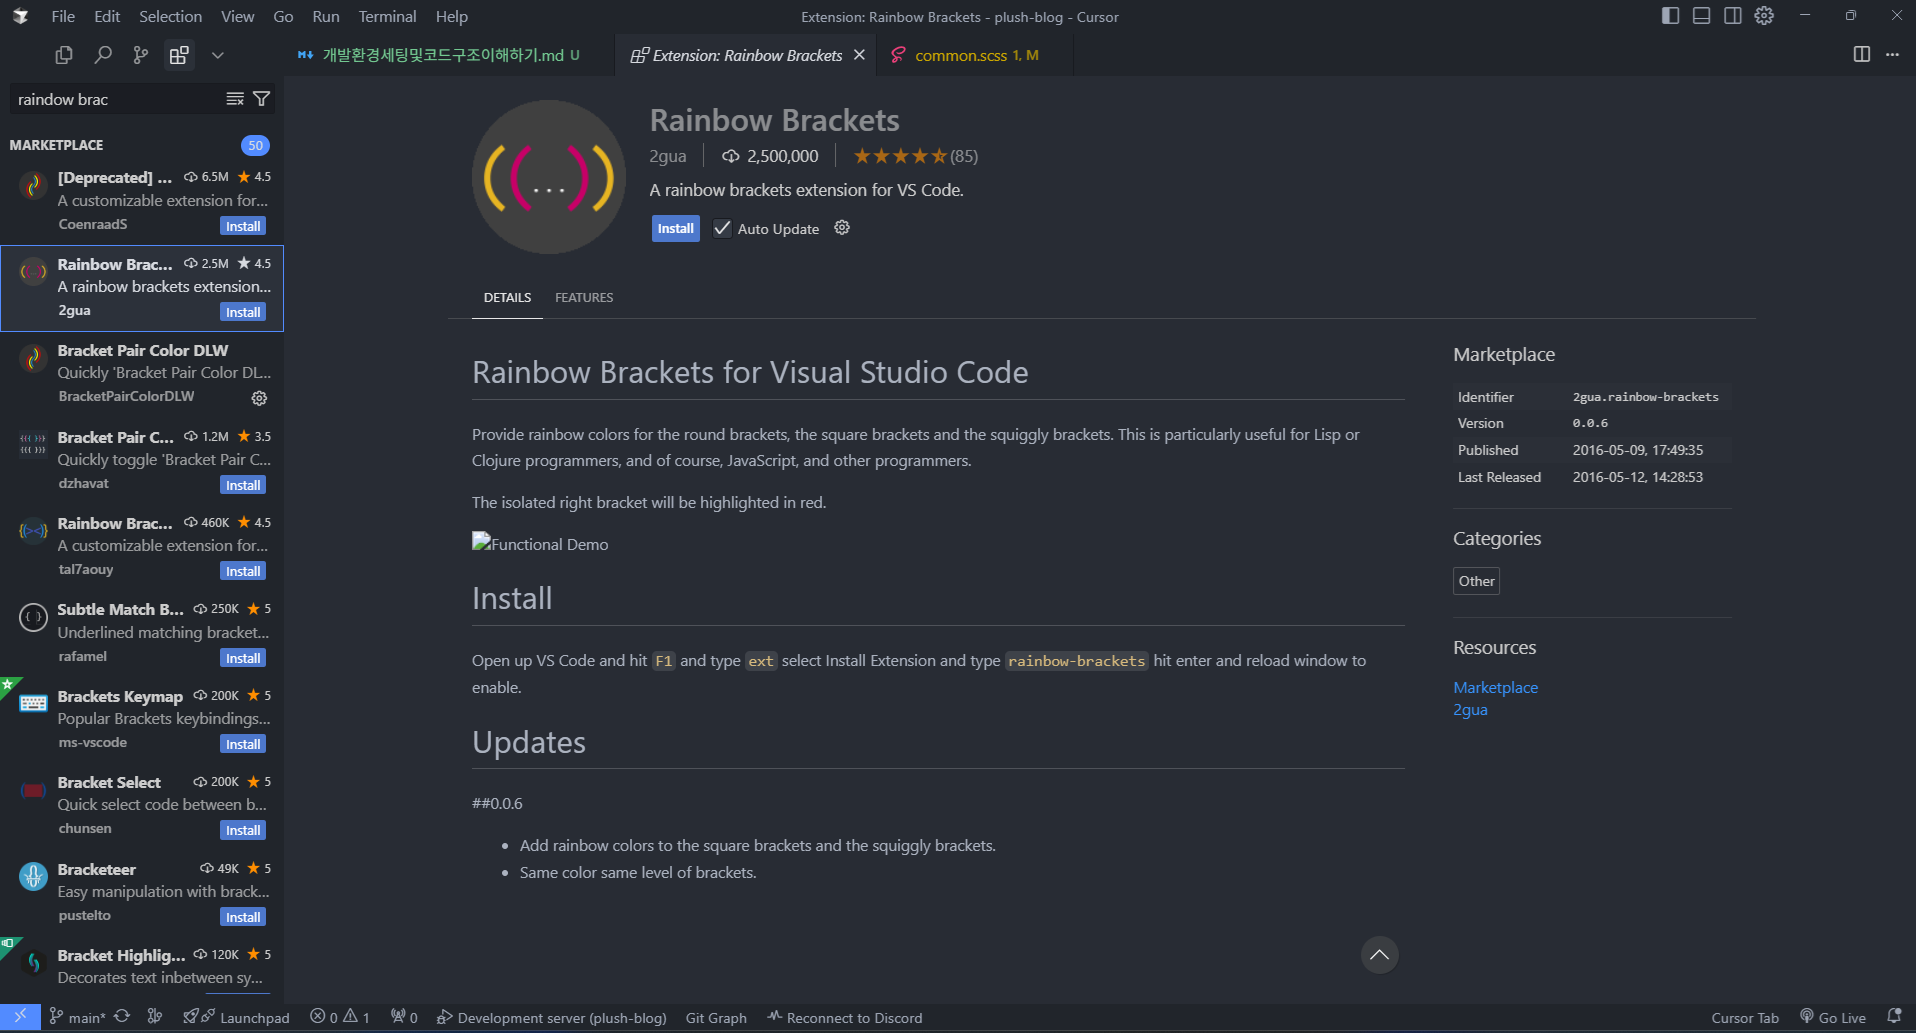 File Edit Selection View Go Run Terminal Help
Extension: Rainbow Brackets - plush-blog - Cursor
개발환경세팅및코드구조이해하기.md U
Extension: Rainbow Brackets
common.scss 1, M
raindow brac
MARKETPLACE
50
[Deprecated] ... 6.5M 4.5
A customizable extension for...
CoenraadS
Install
Rainbow Brac... 2.5M 4.5
A rainbow brackets extension...
2gua
Install
Bracket Pair Color DLW
Quickly 'Bracket Pair Color DL...
BracketPairColorDLW
Bracket Pair C... 1.2M 3.5
Quickly toggle 'Bracket Pair C...
dzhavat
Install
Rainbow Brac... 460K 4.5
A customizable extension for...
tal7aouy
Install
Subtle Match B... 250K 5
Underlined matching bracket...
rafamel
Install
Brackets Keymap 200K 5
Popular Brackets keybindings...
ms-vscode
Install
Bracket Select 200K 5
Quick select code between b...
chunsen
Install
Bracketeer 49K 5
Easy manipulation with brack...
pustelto
Install
Bracket Highlig... 120K 5
Decorates text inbetween sy...
((...))
Rainbow Brackets
2gua 2,500,000 (85)
A rainbow brackets extension for VS Code.
Install Auto Update
DETAILS FEATURES
Rainbow Brackets for Visual Studio Code
Provide rainbow colors for the round brackets, the square brackets and the squiggly brackets. This is particularly useful for Lisp or
Clojure programmers, and of course, JavaScript, and other programmers.
The isolated right bracket will be highlighted in red.
Functional Demo
Install
Open up VS Code and hit F1 and type ext select Install Extension and type rainbow-brackets hit enter and reload window to
enable.
Updates
##0.0.6
• Add rainbow colors to the square brackets and the squiggly brackets.
• Same color same level of brackets.
Marketplace
Identifier 2gua.rainbow-brackets
Version 0.0.6
Published 2016-05-09, 17:49:35
Last Released 2016-05-12, 14:28:53
Categories
Other
Resources
Marketplace
2gua
main* Launchpad 0 1 0 Development server (plush-blog) Git Graph Reconnect to Discord Cursor Tab Go Live